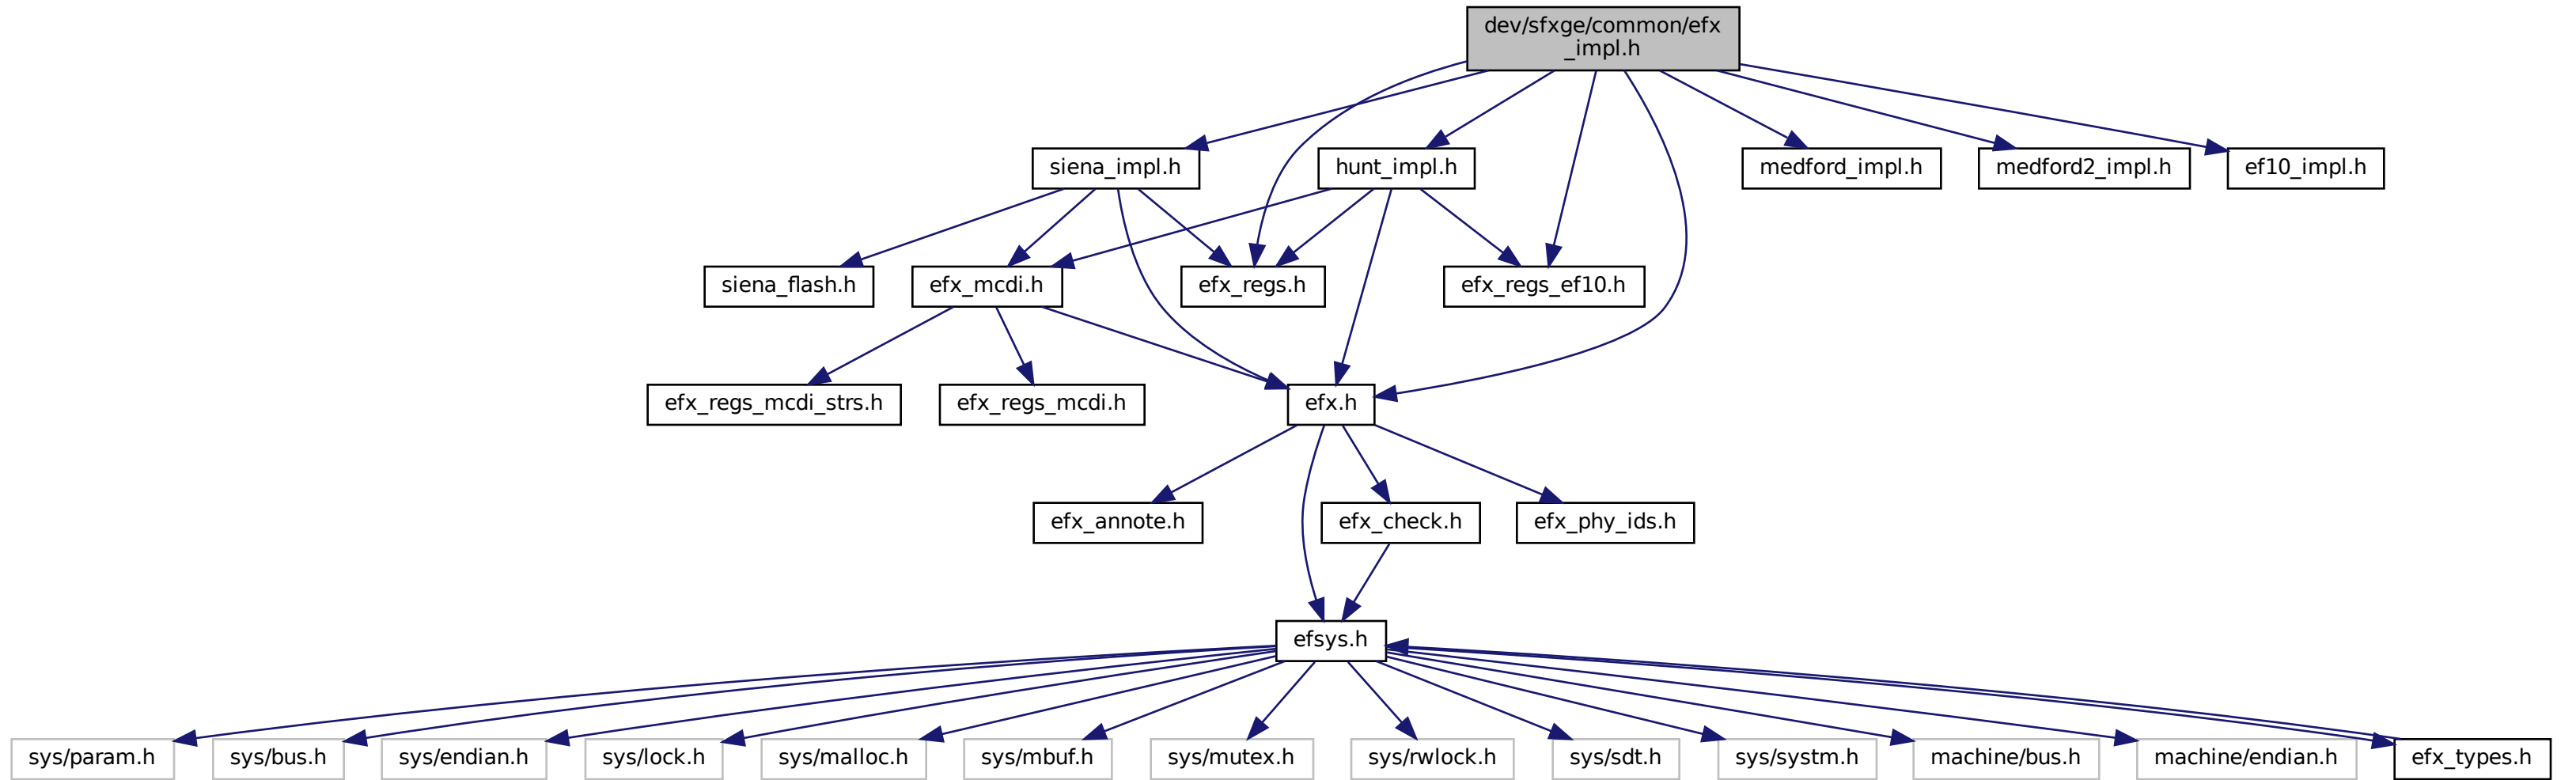 dev/sfxge/common/efx
_impl.h
siena_impl.h
hunt_impl.h
medford_impl.h
medford2_impl.h
ef10_impl.h
siena_flash.h
efx_mcdi.h
efx_regs.h
efx_regs_ef10.h
efx_regs_mcdi_strs.h
efx_regs_mcdi.h
efx.h
efx_annote.h
efx_check.h
efx_phy_ids.h
efsys.h
sys/param.h
sys/bus.h
sys/endian.h
sys/lock.h
sys/malloc.h
sys/mbuf.h
sys/mutex.h
sys/rwlock.h
sys/sdt.h
sys/systm.h
machine/bus.h
machine/endian.h
efx_types.h